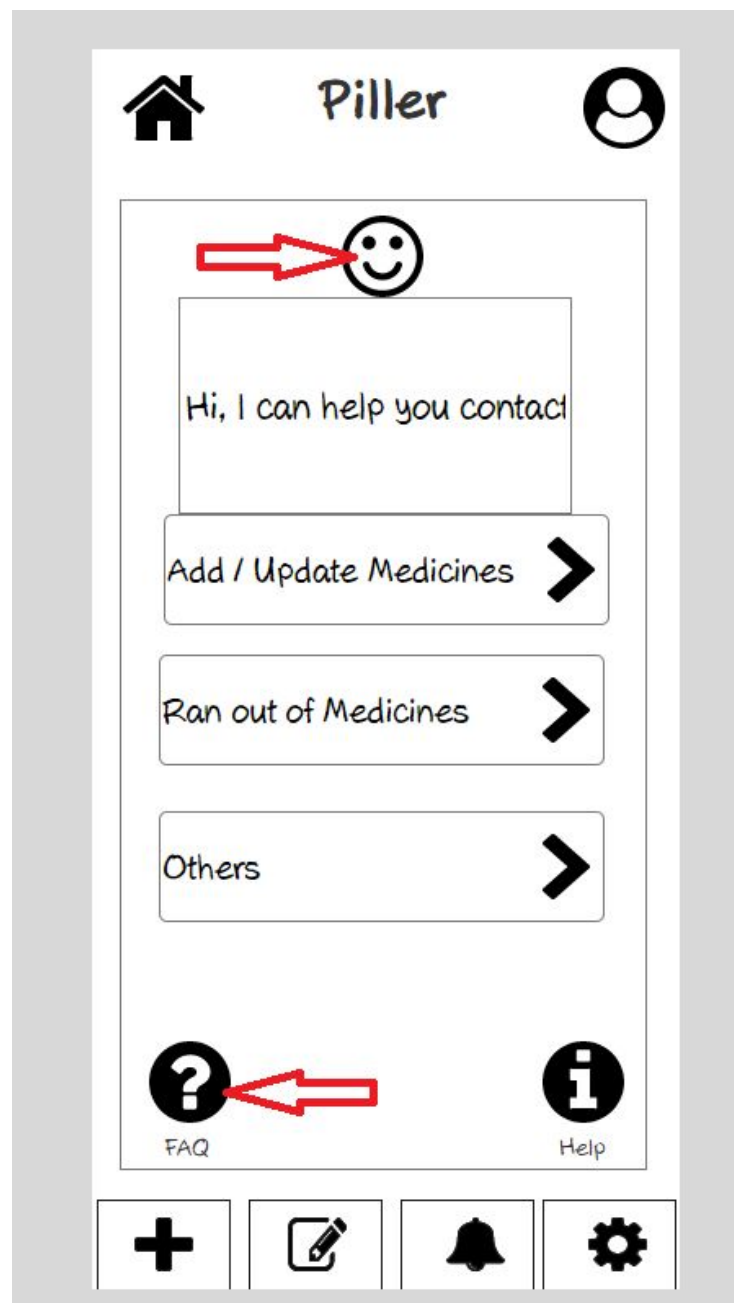 Piller
Hi, I can help you contact
Add / Update Medicines
Ran out of Medicines
Others
FAQ
Help